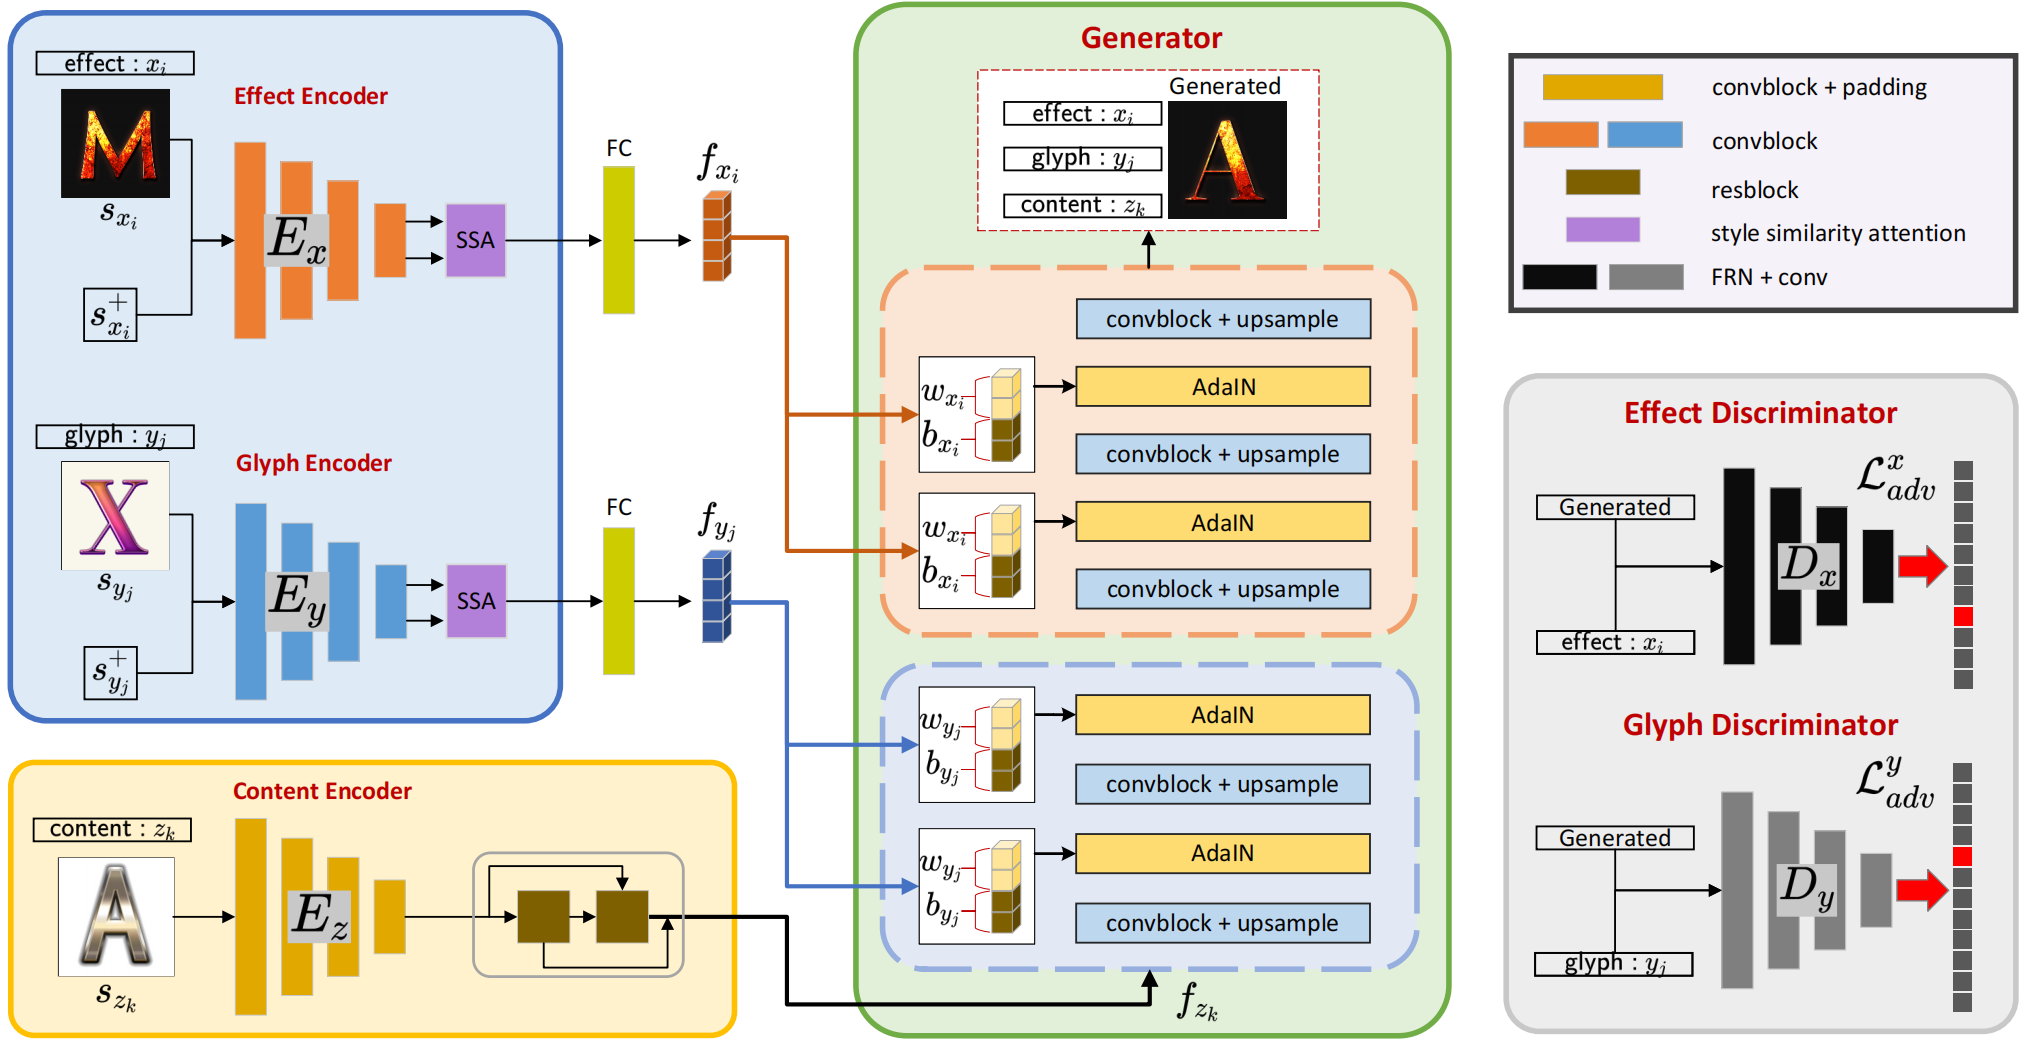 effect : x_i
Effect Encoder
M
s_{x_i}
s_{x_i}^+
E_x
SSA
FC
f_{x_i}
glyph : y_j
Glyph Encoder
X
s_{y_j}
s_{y_j}^+
E_y
SSA
FC
f_{y_j}
Content Encoder
content : z_k
A
s_{z_k}
E_z
Generator
Generated
effect : x_i
glyph : y_j
content : z_k
A
convblock + upsample
w_{x_i}
b_{x_i}
AdaIN
convblock + upsample
w_{x_i}
b_{x_i}
AdaIN
convblock + upsample
w_{y_j}
b_{y_j}
AdaIN
convblock + upsample
w_{y_j}
b_{y_j}
AdaIN
convblock + upsample
f_{z_k}
convblock + padding
convblock
resblock
style similarity attention
FRN + conv
Effect Discriminator
Generated
effect : x_i
D_x
\mathcal{L}_{adv}^x
Glyph Discriminator
Generated
glyph : y_j
D_y
\mathcal{L}_{adv}^y